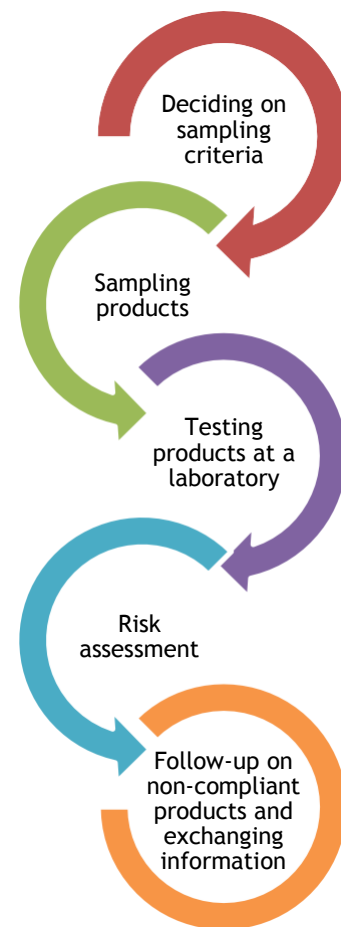 Deciding on
sampling
criteria
Sampling
products
Testing
products at a
laboratory
Risk
assessment
Follow-up on
non-compliant
products and
exchanging
information